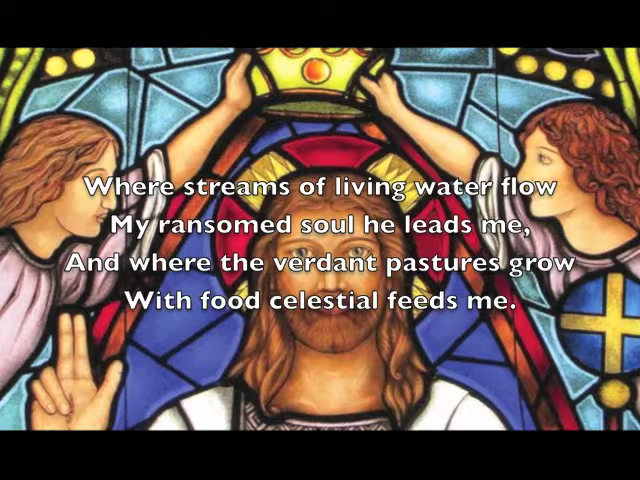 Where streams of living water flow
My ransomed soul he leads me,
And where the verdant pastures grow
With food celestial feeds me.